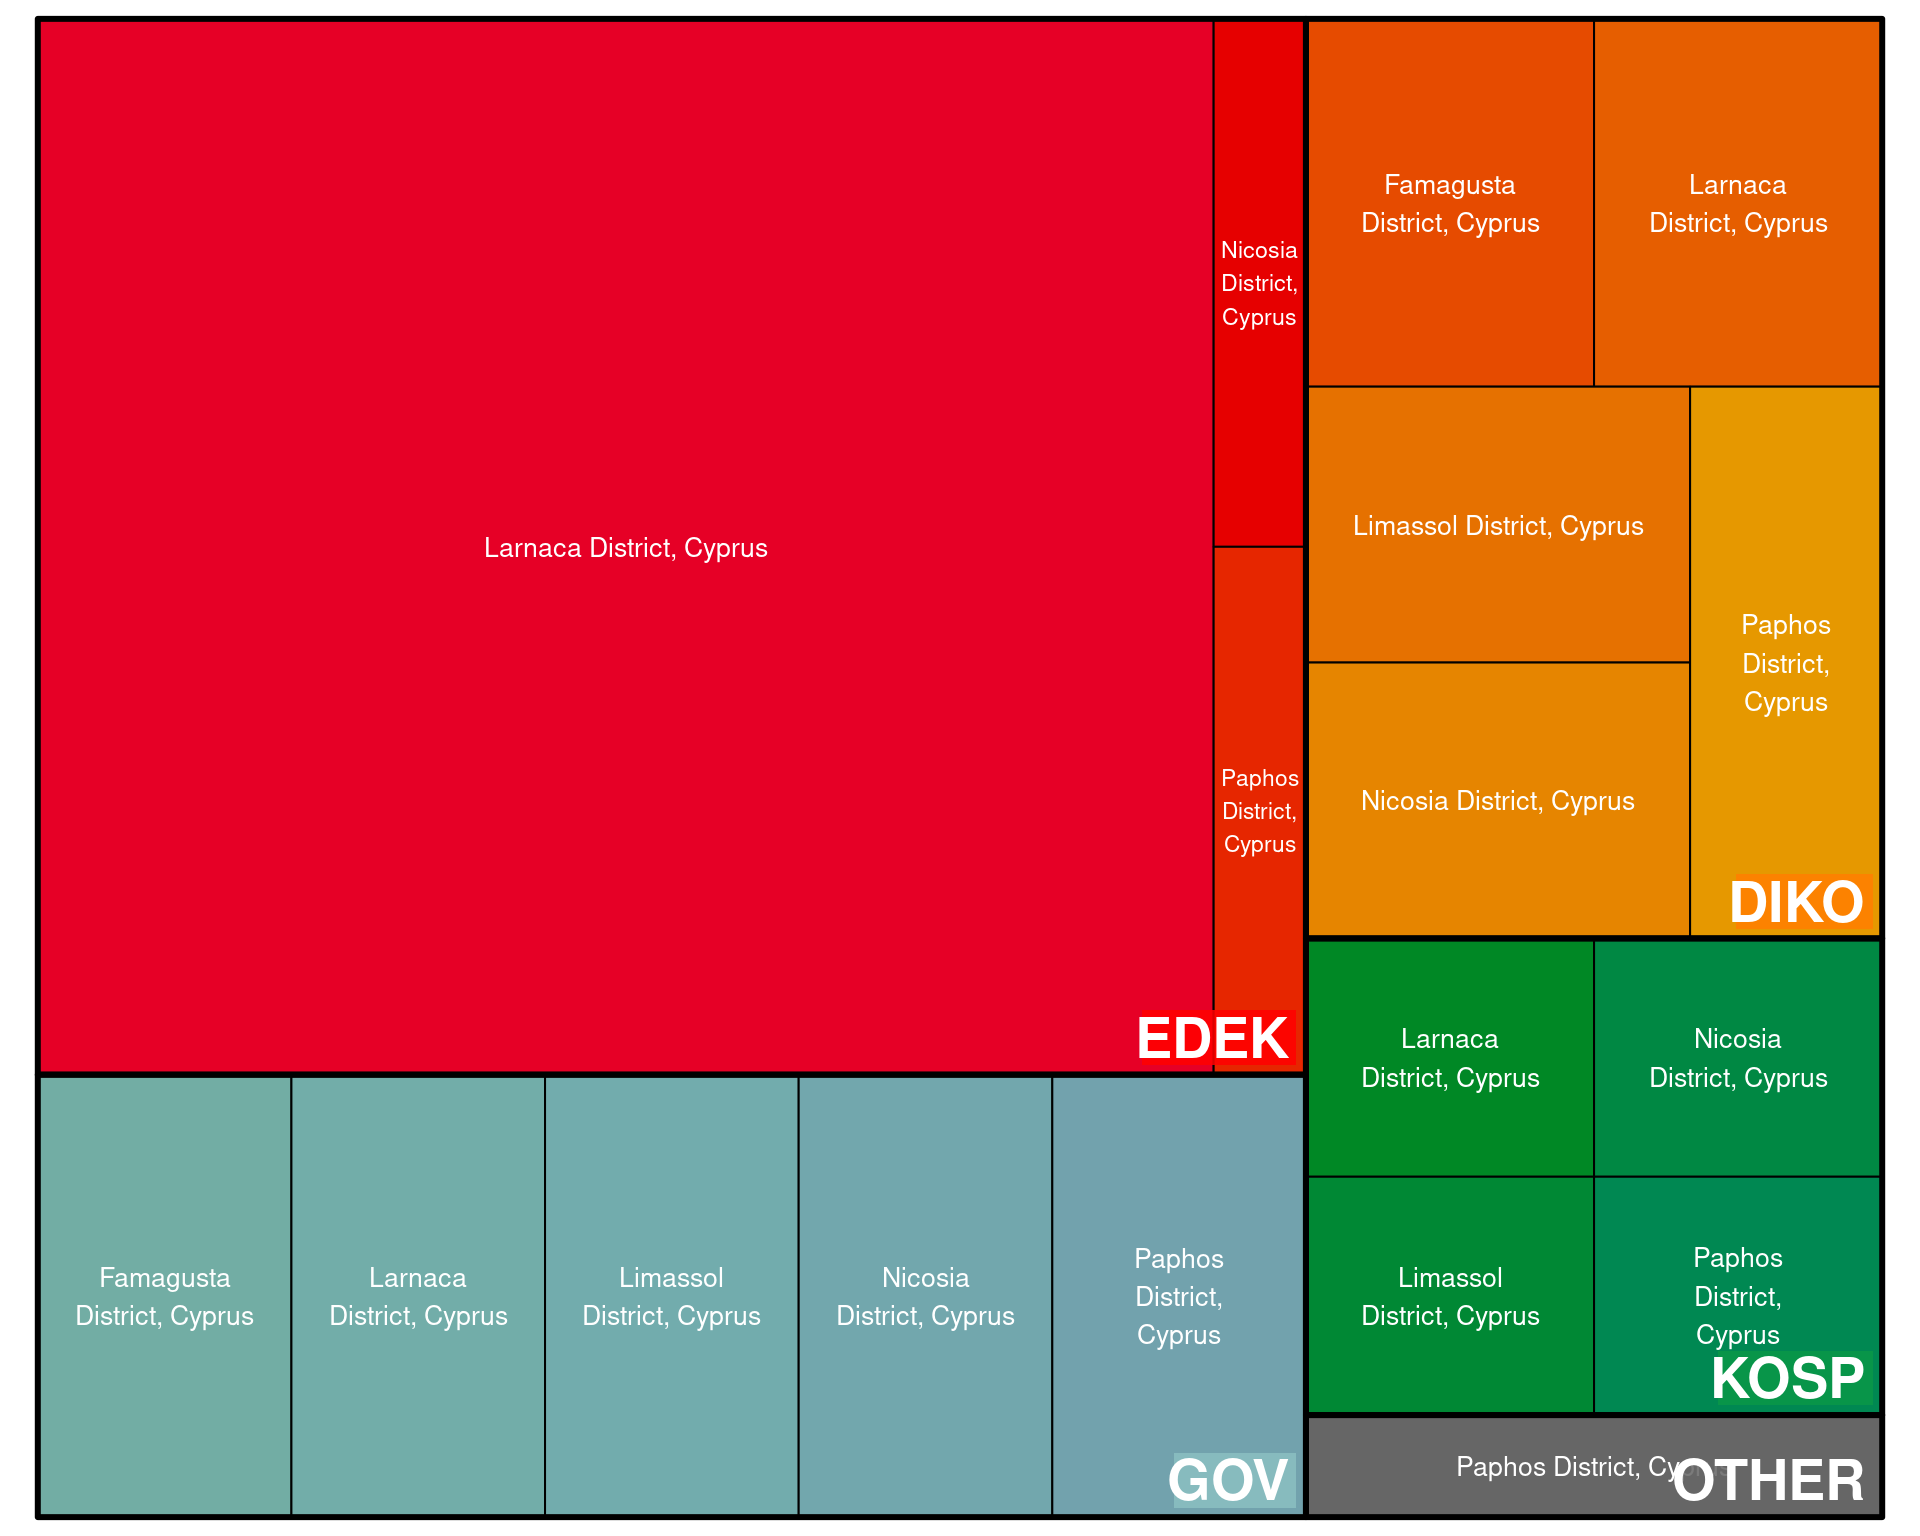 Larnaca District, Cyprus
Nicosia
District,
Cyprus
Paphos
District,
Cyprus
EDEK
Famagusta
District, Cyprus
Larnaca
District, Cyprus
Limassol District, Cyprus
Nicosia District, Cyprus
Paphos
District,
Cyprus
DIKO
Famagusta
District, Cyprus
Larnaca
District, Cyprus
Limassol
District, Cyprus
Nicosia
District, Cyprus
Paphos
District,
Cyprus
GOV
Larnaca
District, Cyprus
Nicosia
District, Cyprus
Limassol
District, Cyprus
Paphos
District,
Cyprus
KOSP
Paphos District, Cyprus
OTHER